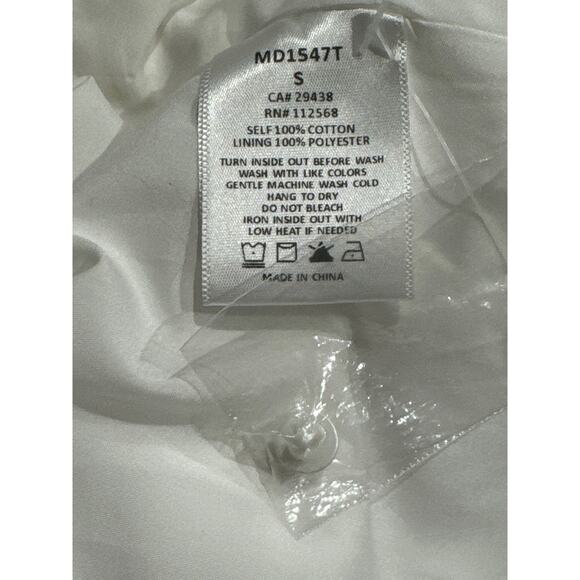 MD1547T
S
CA# 29438
RN# 112568
SELF 100% COTTON
LINING 100% POLYESTER
TURN INSIDE OUT BEFORE WASH
WASH WITH LIKE COLORS
GENTLE MACHINE WASH COLD
HANG TO DRY
DO NOT BLEACH
IRON INSIDE OUT WITH
LOW HEAT IF NEEDED
MADE IN CHINA